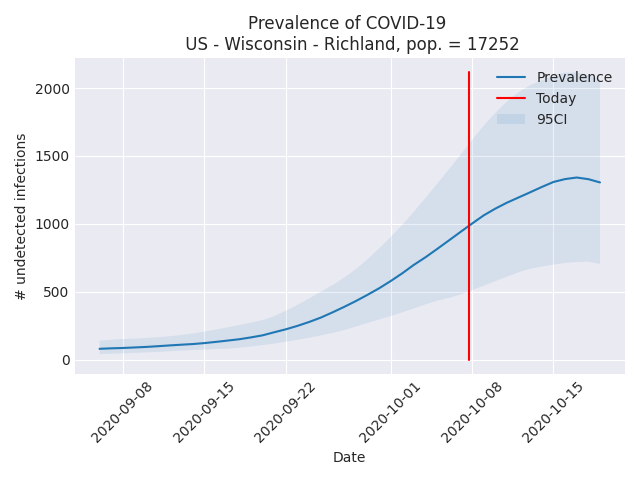 Prevalence of COVID-19
US - Wisconsin - Richland, pop. = 17252
Prevalence
Today
95CI
# undetected infections
2000
1500
1000
500
0
2020-09-08
2020-09-15
2020-09-22
2020-10-01
2020-10-08
2020-10-15
Date